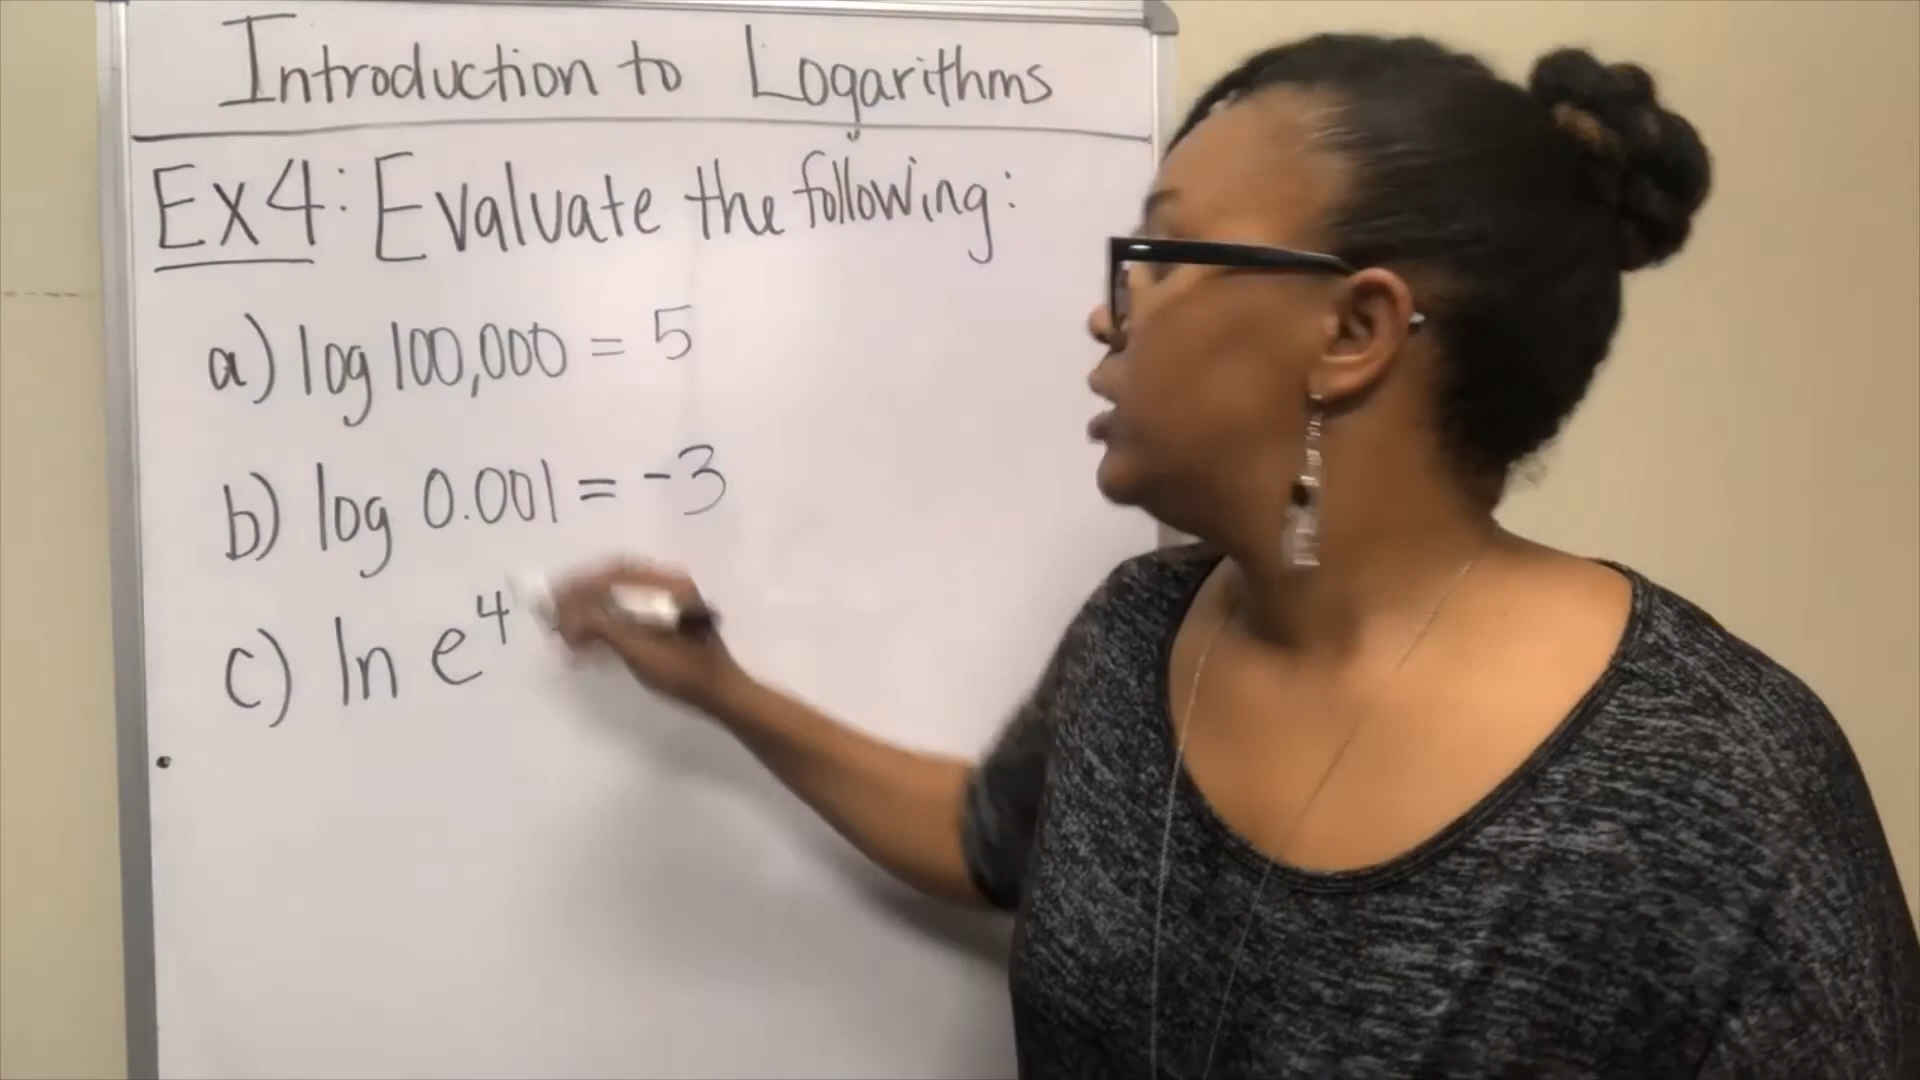 Introduction to Logarithms
Ex4: Evaluate the following:
a) log 100,000 = 5
b) log 0.001 = -3
c) ln e⁴